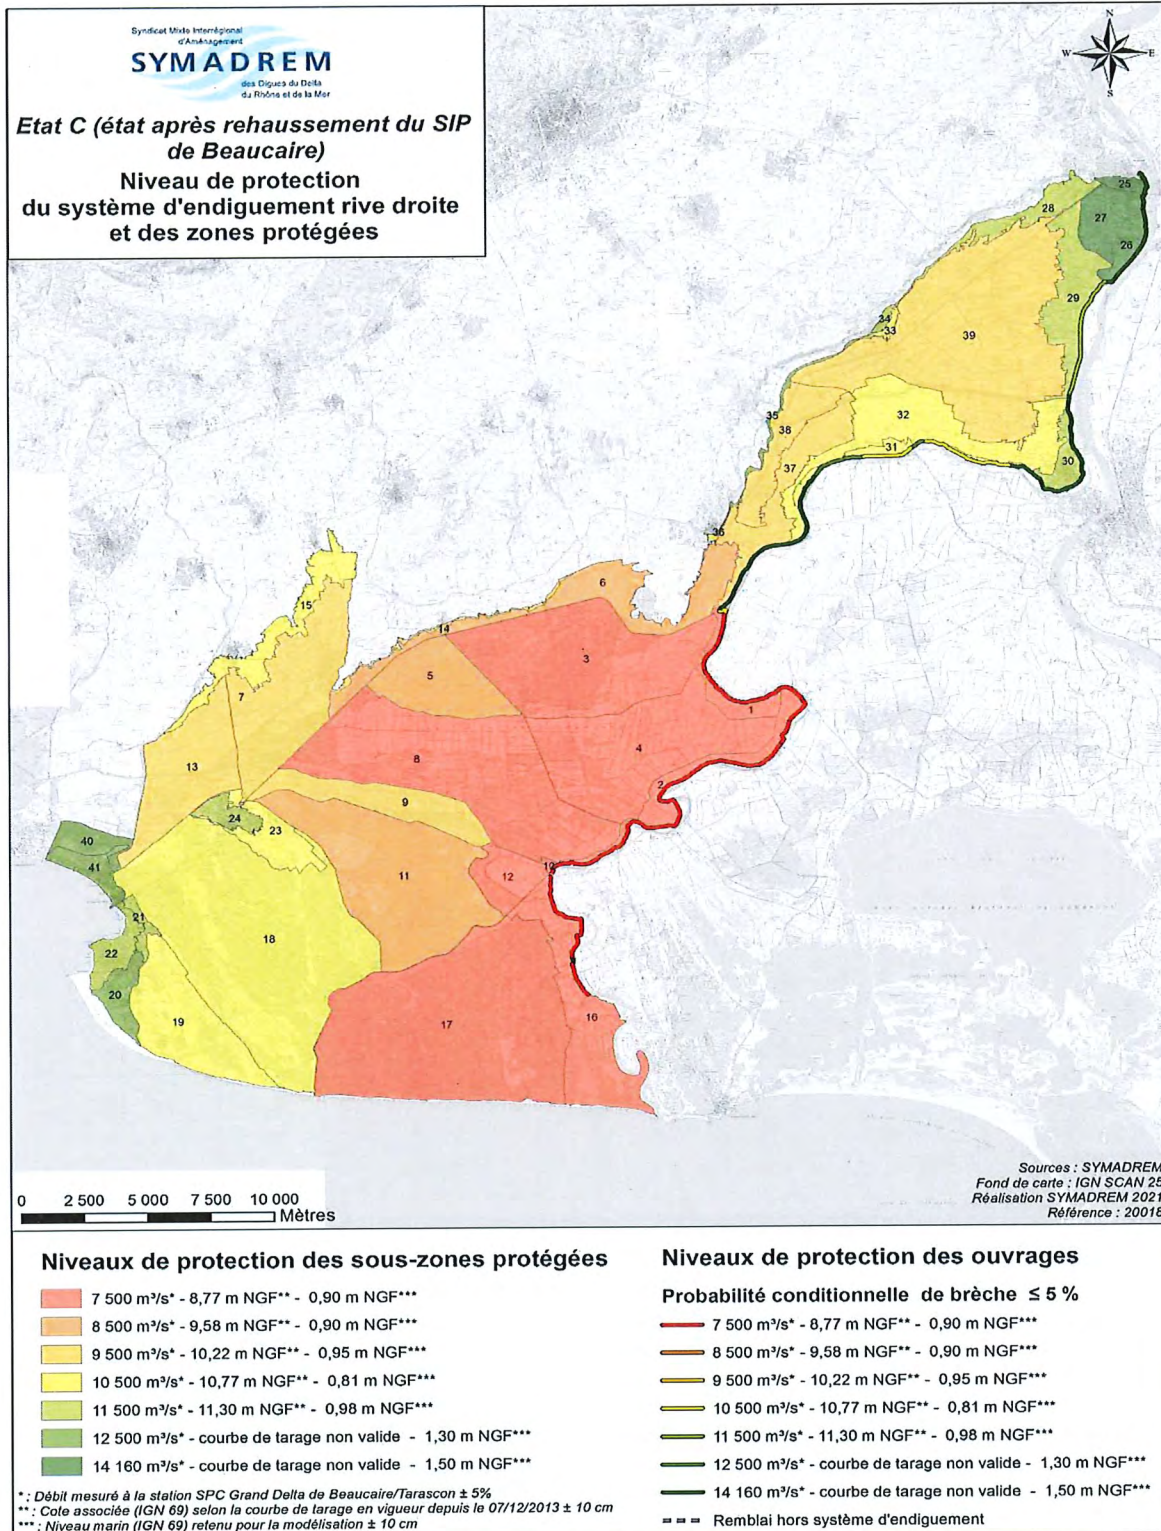 Syndicat Mixte Interrégional
d'Aménagement
SYMADREM
des Digues du Delta
du Rhône et de la Mer
Etat C (état après rehaussement du SIP
de Beaucaire)
Niveau de protection
du système d'endiguement rive droite
et des zones protégées
N
W
E
S
25
28
27
26
29
34
33
39
35
32
38
31
37
30
36
6
15
14
3
5
7
1
4
8
13
2
9
24
23
40
41
10
11
12
21
18
22
20
19
17
16
0 2 500 5 000 7 500 10 000
Mètres
Sources : SYMADREM
Fond de carte : IGN SCAN 25
Réalisation SYMADREM 2021
Référence : 20018
Niveaux de protection des sous-zones protégées
7 500 m³/s* - 8,77 m NGF** - 0,90 m NGF***
8 500 m³/s* - 9,58 m NGF** - 0,90 m NGF***
9 500 m³/s* - 10,22 m NGF** - 0,95 m NGF***
10 500 m³/s* - 10,77 m NGF** - 0,81 m NGF***
11 500 m³/s* - 11,30 m NGF** - 0,98 m NGF***
12 500 m³/s* - courbe de tarage non valide - 1,30 m NGF***
14 160 m³/s* - courbe de tarage non valide - 1,50 m NGF***
* : Débit mesuré à la station SPC Grand Delta de Beaucaire/Tarascon ± 5%
** : Cote associée (IGN 69) selon la courbe de tarage en vigueur depuis le 07/12/2013 ± 10 cm
*** : Niveau marin (IGN 69) retenu pour la modélisation ± 10 cm
Niveaux de protection des ouvrages
Probabilité conditionnelle de brèche ≤ 5 %
7 500 m³/s* - 8,77 m NGF** - 0,90 m NGF***
8 500 m³/s* - 9,58 m NGF** - 0,90 m NGF***
9 500 m³/s* - 10,22 m NGF** - 0,95 m NGF***
10 500 m³/s* - 10,77 m NGF** - 0,81 m NGF***
11 500 m³/s* - 11,30 m NGF** - 0,98 m NGF***
12 500 m³/s* - courbe de tarage non valide - 1,30 m NGF***
14 160 m³/s* - courbe de tarage non valide - 1,50 m NGF***
Remblai hors système d'endiguement